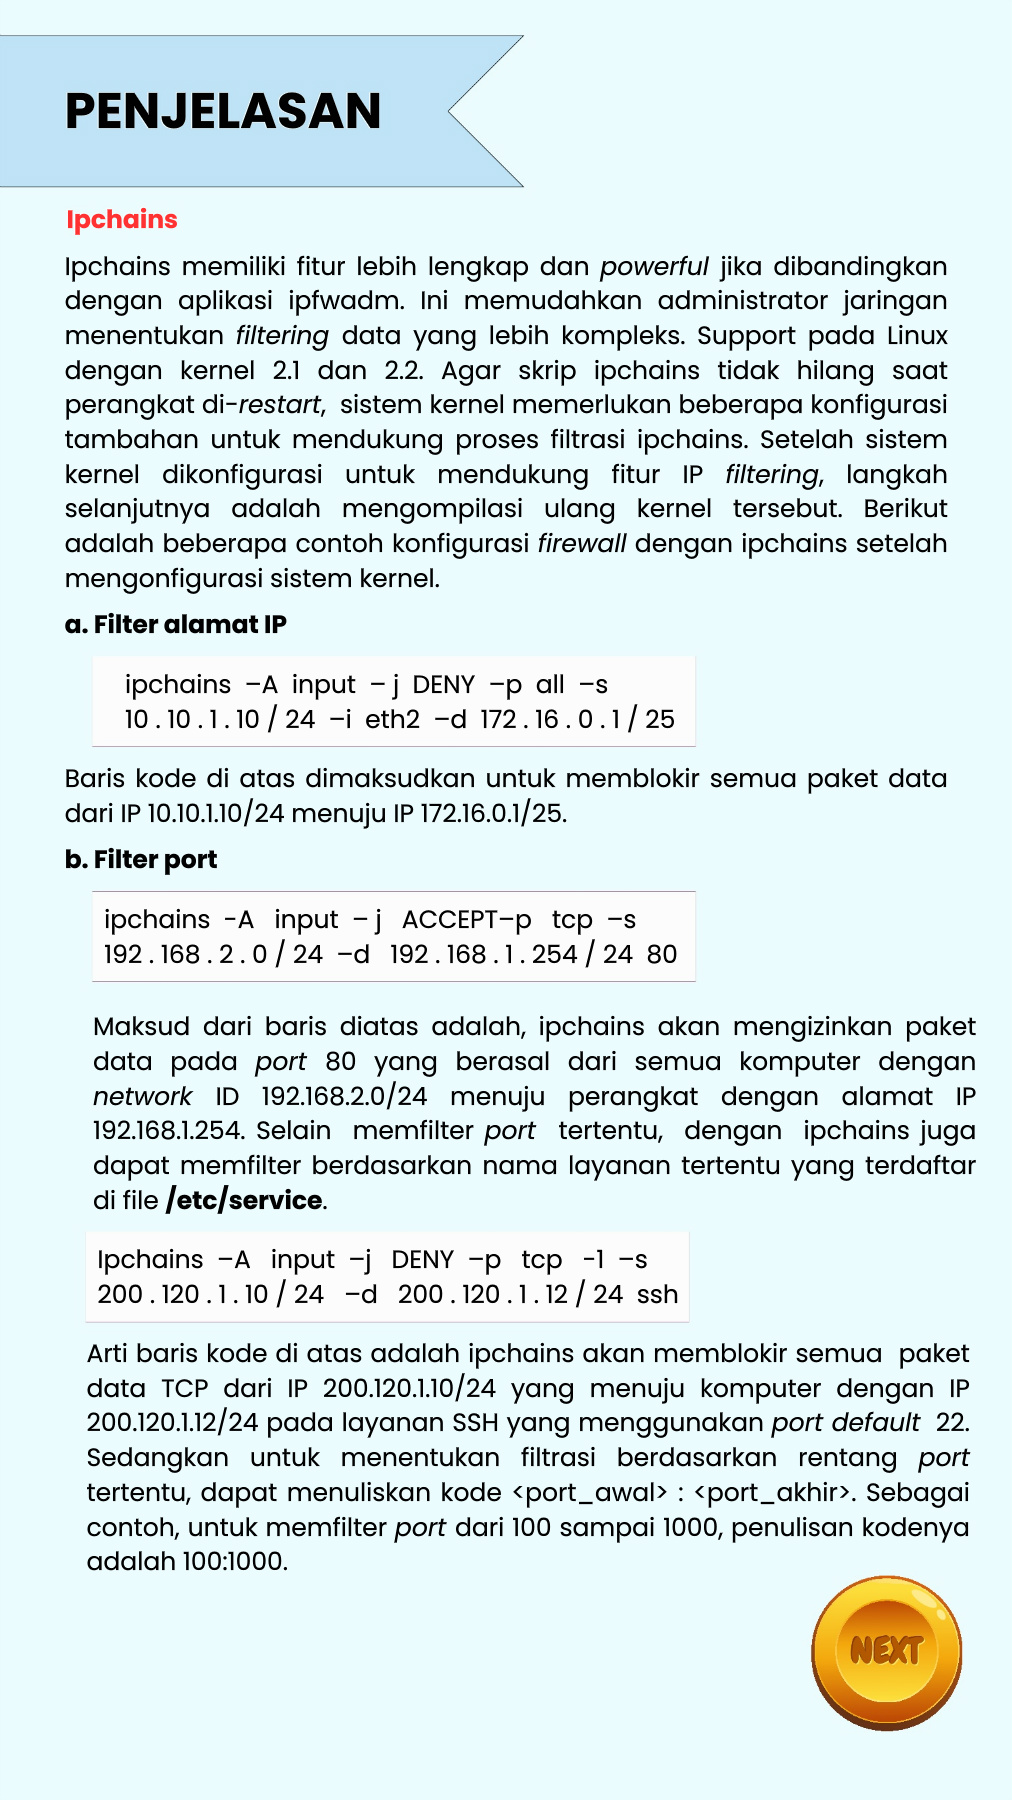 PENJELASAN
Ipchains
Ipchains memiliki fitur lebih lengkap dan powerful jika dibandingkan
dengan aplikasi ipfwadm. Ini memudahkan administrator jaringan
menentukan filtering data yang lebih kompleks. Support pada Linux
dengan kernel 2.1 dan 2.2. Agar skrip ipchains tidak hilang saat
perangkat di-restart, sistem kernel memerlukan beberapa konfigurasi
tambahan untuk mendukung proses filtrasi ipchains. Setelah sistem
kernel dikonfigurasi untuk mendukung fitur IP filtering, langkah
selanjutnya adalah mengompilasi ulang kernel tersebut. Berikut
adalah beberapa contoh konfigurasi firewall dengan ipchains setelah
mengonfigurasi sistem kernel.
a. Filter alamat IP
ipchains –A input – j DENY –p all –s
10 . 10 . 1 . 10 / 24 –i eth2 –d 172 . 16 . 0 . 1 / 25
Baris kode di atas dimaksudkan untuk memblokir semua paket data
dari IP 10.10.1.10/24 menuju IP 172.16.0.1/25.
b. Filter port
ipchains -A input – j ACCEPT–p tcp –s
192 . 168 . 2 . 0 / 24 –d 192 . 168 . 1 . 254 / 24 80
Maksud dari baris diatas adalah, ipchains akan mengizinkan paket
data pada port 80 yang berasal dari semua komputer dengan
network ID 192.168.2.0/24 menuju perangkat dengan alamat IP
192.168.1.254. Selain memfilter port tertentu, dengan ipchains juga
dapat memfilter berdasarkan nama layanan tertentu yang terdaftar
di file /etc/service.
Ipchains –A input –j DENY –p tcp -1 –s
200 . 120 . 1 . 10 / 24 –d 200 . 120 . 1 . 12 / 24 ssh
Arti baris kode di atas adalah ipchains akan memblokir semua paket
data TCP dari IP 200.120.1.10/24 yang menuju komputer dengan IP
200.120.1.12/24 pada layanan SSH yang menggunakan port default 22.
Sedangkan untuk menentukan filtrasi berdasarkan rentang port
tertentu, dapat menuliskan kode <port_awal> : <port_akhir>. Sebagai
contoh, untuk memfilter port dari 100 sampai 1000, penulisan kodenya
adalah 100:1000.
NEXT